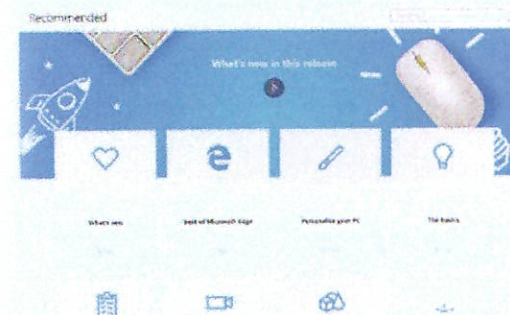 Recommended
What's new in this release
What's new
Best of Microsoft Edge
Personalize your PC
The basics